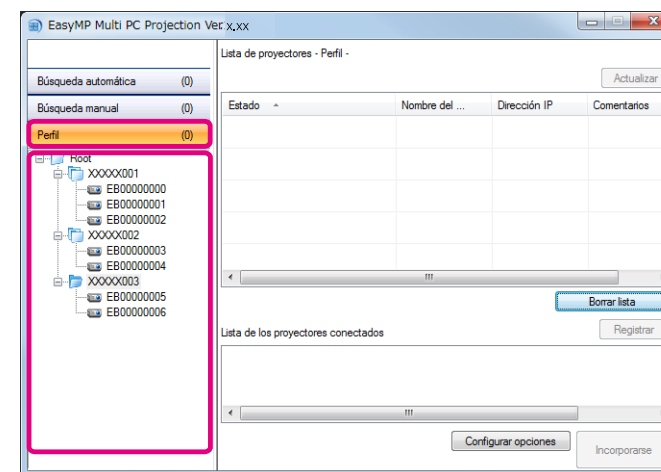 EasyMP Multi PC Projection Ver. x.xx
Lista de proyectores - Perfil -
Búsqueda automática (0)
Actualizar
Búsqueda manual (0)
Estado Nombre del ... Dirección IP Comentarios
Perfil (0)
Root
XXXXX001
EB00000000
EB00000001
EB00000002
XXXXX002
EB00000003
EB00000004
XXXXX003
EB00000005
EB00000006
Borrar lista
Lista de los proyectores conectados
Registrar
Configurar opciones
Incorporarse